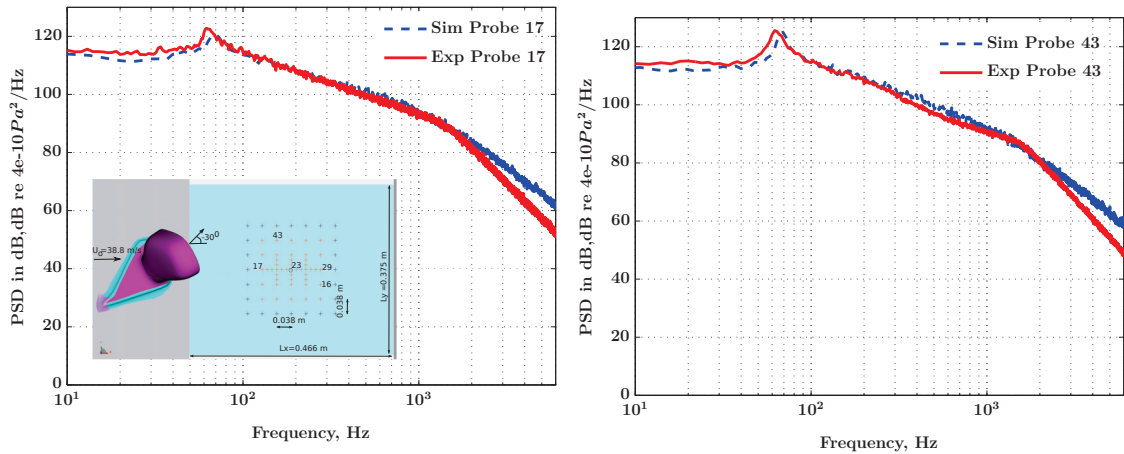 PSD in dB,dB re 4e-10Pa²/Hz
120
100
80
60
40
20
0
Sim Probe 17
Exp Probe 17
U₀=38.8 m/s
-30⁰
43
17
23
29
16
0.038 m
0.038 m
Lx=0.466 m
Ly=0.375 m
10¹
10²
10³
Frequency, Hz
PSD in dB,dB re 4e-10Pa²/Hz
120
100
80
60
40
20
0
Sim Probe 43
Exp Probe 43
10¹
10²
10³
Frequency, Hz